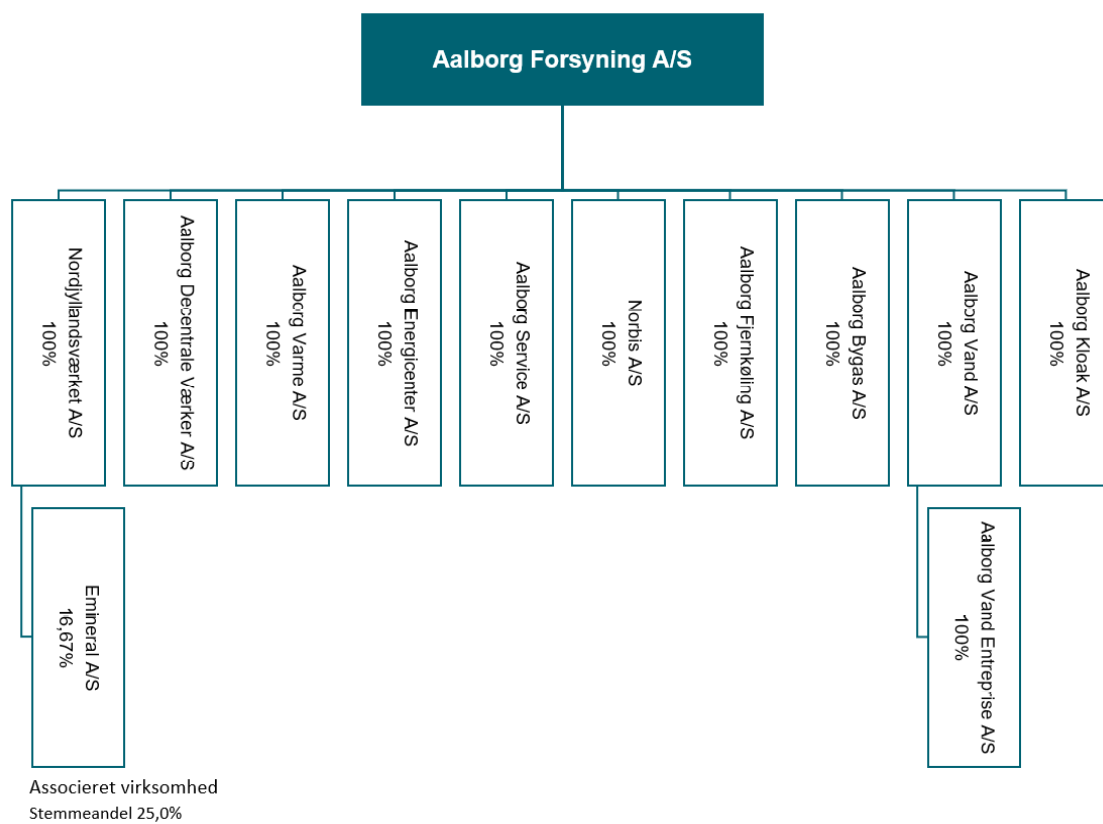 Aalborg Forsyning A/S
Nordjyllandsværket A/S
100%
Aalborg Decentrale Værker A/S
100%
Aalborg Varme A/S
100%
Aalborg Energicenter A/S
100%
Aalborg Service A/S
100%
Norbis A/S
100%
Aalborg Fjernkøling A/S
100%
Aalborg Bygas A/S
100%
Aalborg Vand A/S
100%
Aalborg Kloak A/S
100%
Emineral A/S
16,67%
Aalborg Vand Entreprise A/S
100%
Associeret virksomhed
Stemmeandel 25,0%